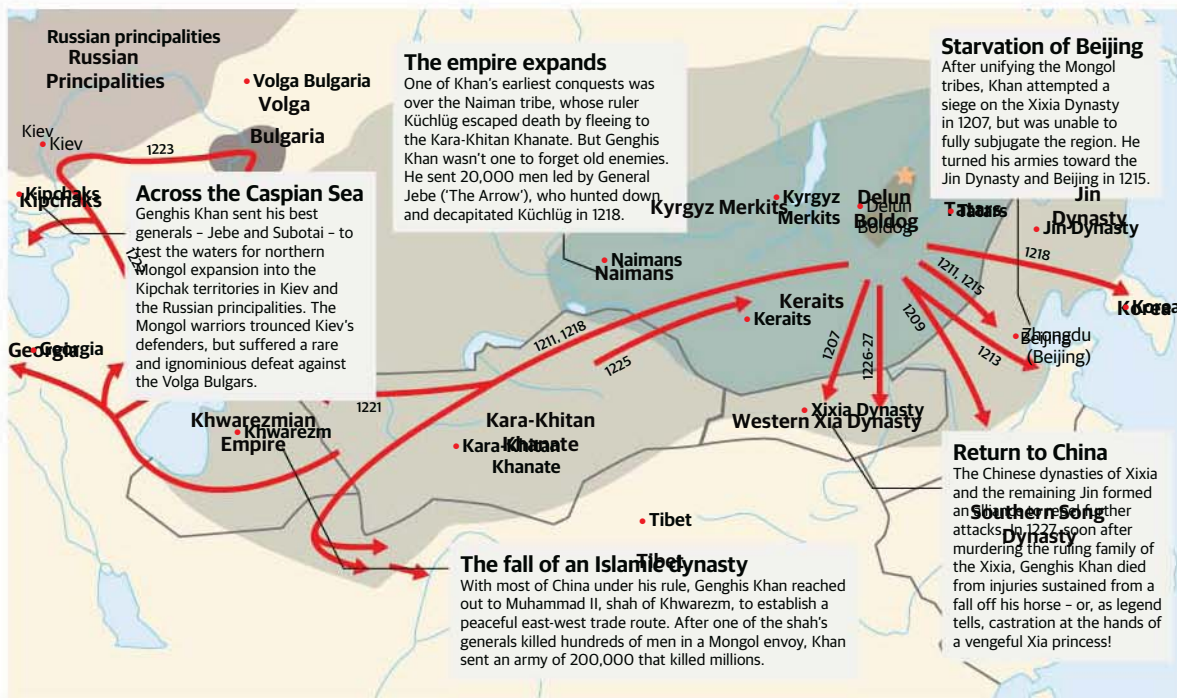 Russian principalities
Russian
Principalities
Volga Bulgaria
Volga
Bulgaria
Kiev
Kiev
1223
Kipchaks
Kipchaks
Across the Caspian Sea
Genghis Khan sent his best
generals – Jebe and Subotai – to
test the waters for northern
Mongol expansion into the
Kipchak territories in Kiev and
the Russian principalities. The
Mongol warriors trounced Kiev's
defenders, but suffered a rare
and ignominious defeat against
the Volga Bulgars.
Georgia
Georgia
The empire expands
One of Khan's earliest conquests was
over the Naiman tribe, whose ruler
Küchlüg escaped death by fleeing to
the Kara-Khitan Khanate. But Genghis
Khan wasn't one to forget old enemies.
He sent 20,000 men led by General
Jebe ('The Arrow'), who hunted down
and decapitated Küchlüg in 1218.
Starvation of Beijing
After unifying the Mongol
tribes, Khan attempted a
siege on the Xixia Dynasty
in 1207, but was unable to
fully subjugate the region. He
turned his armies toward the
Jin Dynasty and Beijing in 1215.
Kyrgyz Merkits
Kyrgyz
Merkits
Delun
Boldog
Delun
Boldog
Tatars
Tatars
Jin
Dynasty
Jin Dynasty
Naimans
Naimans
Keraits
Keraits
1218
1211, 1215
1209
1213
1207
1226-27
Korea
Korea
Zhongdu
(Beijing)
Beijing
1211, 1218
1225
1221
Khwarezmian
Empire
Khwarezm
Kara-Khitan
Khanate
Kara-Khitan
Khanate
Xixia Dynasty
Western Xia Dynasty
Tibet
Tibet
The fall of an Islamic dynasty
With most of China under his rule, Genghis Khan reached
out to Muhammad II, shah of Khwarezm, to establish a
peaceful east-west trade route. After one of the shah's
generals killed hundreds of men in a Mongol envoy, Khan
sent an army of 200,000 that killed millions.
Return to China
The Chinese dynasties of Xixia
and the remaining Jin formed
an alliance to repel further
attacks. In 1227, soon after
murdering the ruling family of
the Xixia, Genghis Khan died
from injuries sustained from a
fall off his horse – or, as legend
tells, castration at the hands of
a vengeful Xia princess!
Southern Song
Dynasty